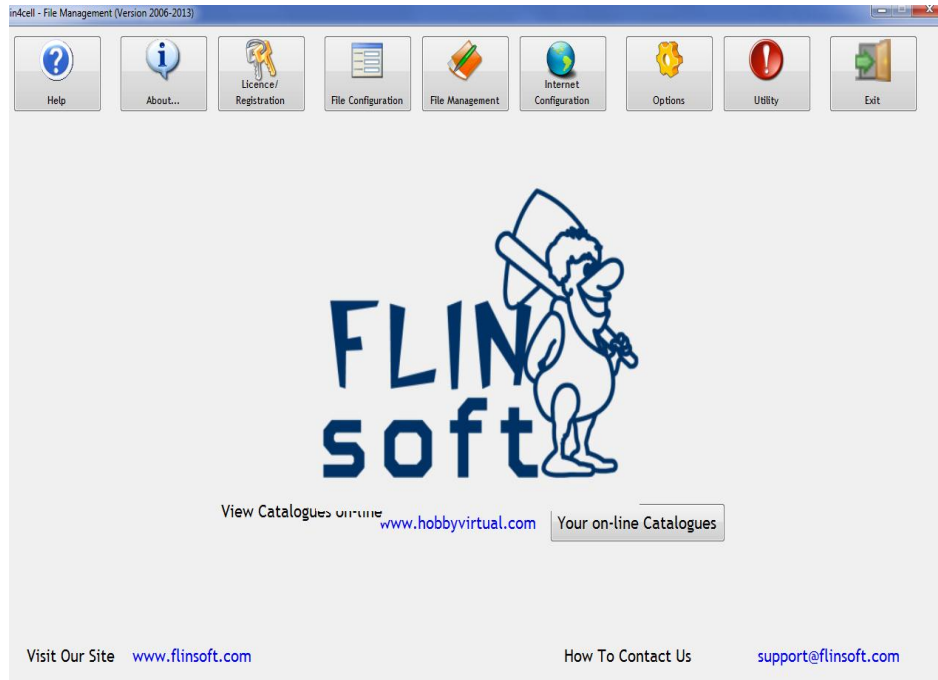 in4cell - File Management (Version 2006-2013)
Help
About...
Licence/
Registration
File Configuration
File Management
Internet
Configuration
Options
Utility
Exit
FLIN
soft
View Catalogues on-line
www.hobbyvirtual.com
Your on-line Catalogues
Visit Our Site www.flinsoft.com
How To Contact Us support@flinsoft.com